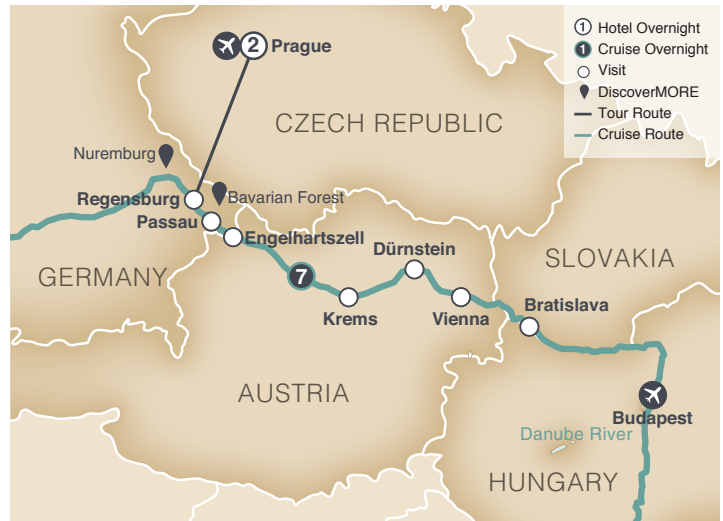 1 Hotel Overnight
1 Cruise Overnight
Visit
DiscoverMORE
Tour Route
Cruise Route
2 Prague
CZECH REPUBLIC
Nuremburg
Regensburg
Bavarian Forest
Passau
Engelhartszell
GERMANY
7
Dürnstein
SLOVAKIA
Krems
Vienna
Bratislava
AUSTRIA
Budapest
Danube River
HUNGARY